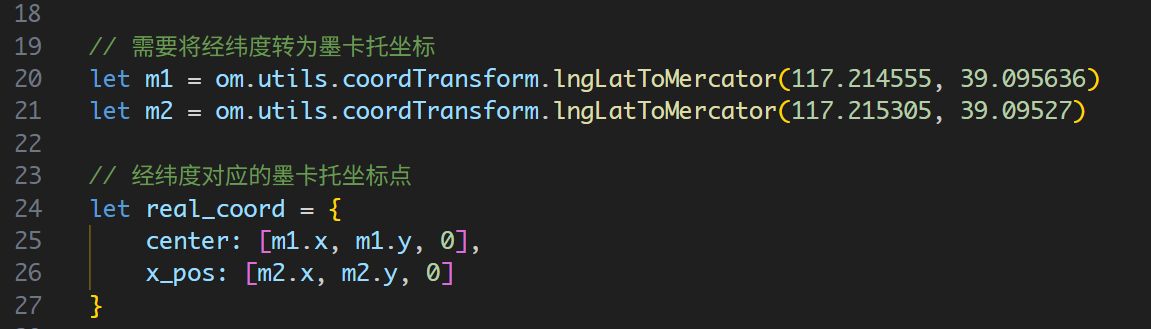 18
19 // 需要将经纬度转为墨卡托坐标
20 let m1 = om.utils.coordTransform.lngLatToMercator(117.214555, 39.095636)
21 let m2 = om.utils.coordTransform.lngLatToMercator(117.215305, 39.09527)
22
23 // 经纬度对应的墨卡托坐标点
24 let real_coord = {
25 center: [m1.x, m1.y, 0],
26 x_pos: [m2.x, m2.y, 0]
27 }